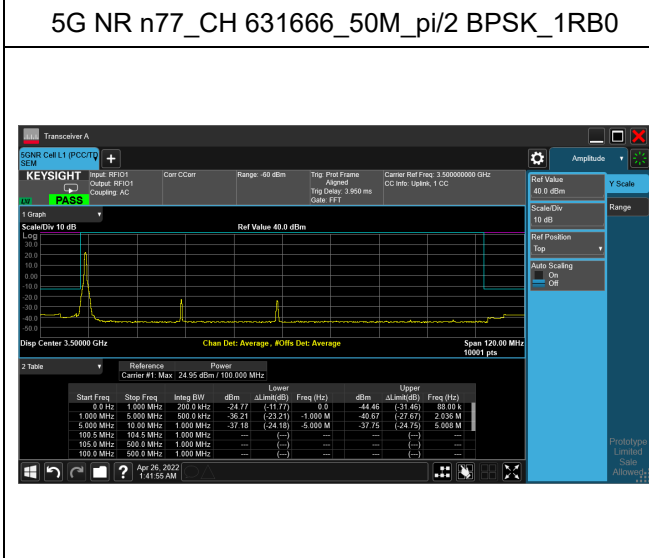 5G NR n77_CH 631666_50M_pi/2 BPSK_1RB0
Transceiver A
5GNR Cell L1 (PCC/TD
SEM
+
Amplitude
KEYSIGHT
Input: RFIO1
Output: RFIO1
Coupling: AC
Corr CCorr
Range: -60 dBm
Trig: Prot Frame
Aligned
Trig Delay: 3.950 ms
Gate: FFT
Carrier Ref Freq: 3.500000000 GHz
CC Info: Uplink, 1 CC
LW
PASS
Ref Value
40.0 dBm
Y Scale
Scale/Div
10 dB
Range
Ref Position
Top
Auto Scaling
On
Off
1 Graph
Scale/Div 10 dB
Ref Value 40.0 dBm
Log
30.0
20.0
10.0
0.00
-10.0
-20.0
-30.0
-40.0
-50.0
Disp Center 3.50000 GHz
Chan Det: Average , #Offs Det: Average
Span 120.00 MHz
10001 pts
2 Table
Reference Power
Carrier #1: Max 24.95 dBm / 100.000 MHz
Lower Upper
Start Freq Stop Freq Integ BW dBm ΔLimit(dB) Freq (Hz) dBm ΔLimit(dB) Freq (Hz)
0.0 Hz 1.000 MHz 200.0 kHz -24.77 (-11.77) 0.0 -44.46 (-31.46) 88.00 k
1.000 MHz 5.000 MHz 500.0 kHz -36.21 (-23.21) -1.000 M -40.67 (-27.67) 2.036 M
5.000 MHz 10.00 MHz 1.000 MHz -37.18 (-24.18) -5.000 M -37.75 (-24.75) 5.008 M
100.5 MHz 104.5 MHz 1.000 MHz --- (---) --- --- (---) ---
105.0 MHz 500.0 MHz 1.000 MHz --- (---) --- --- (---) ---
100.0 MHz 500.0 MHz 1.000 MHz --- (---) --- --- (---) ---
Prototype
Limited
Sale
Allowed
?
Apr 26, 2022
1:41:55 AM